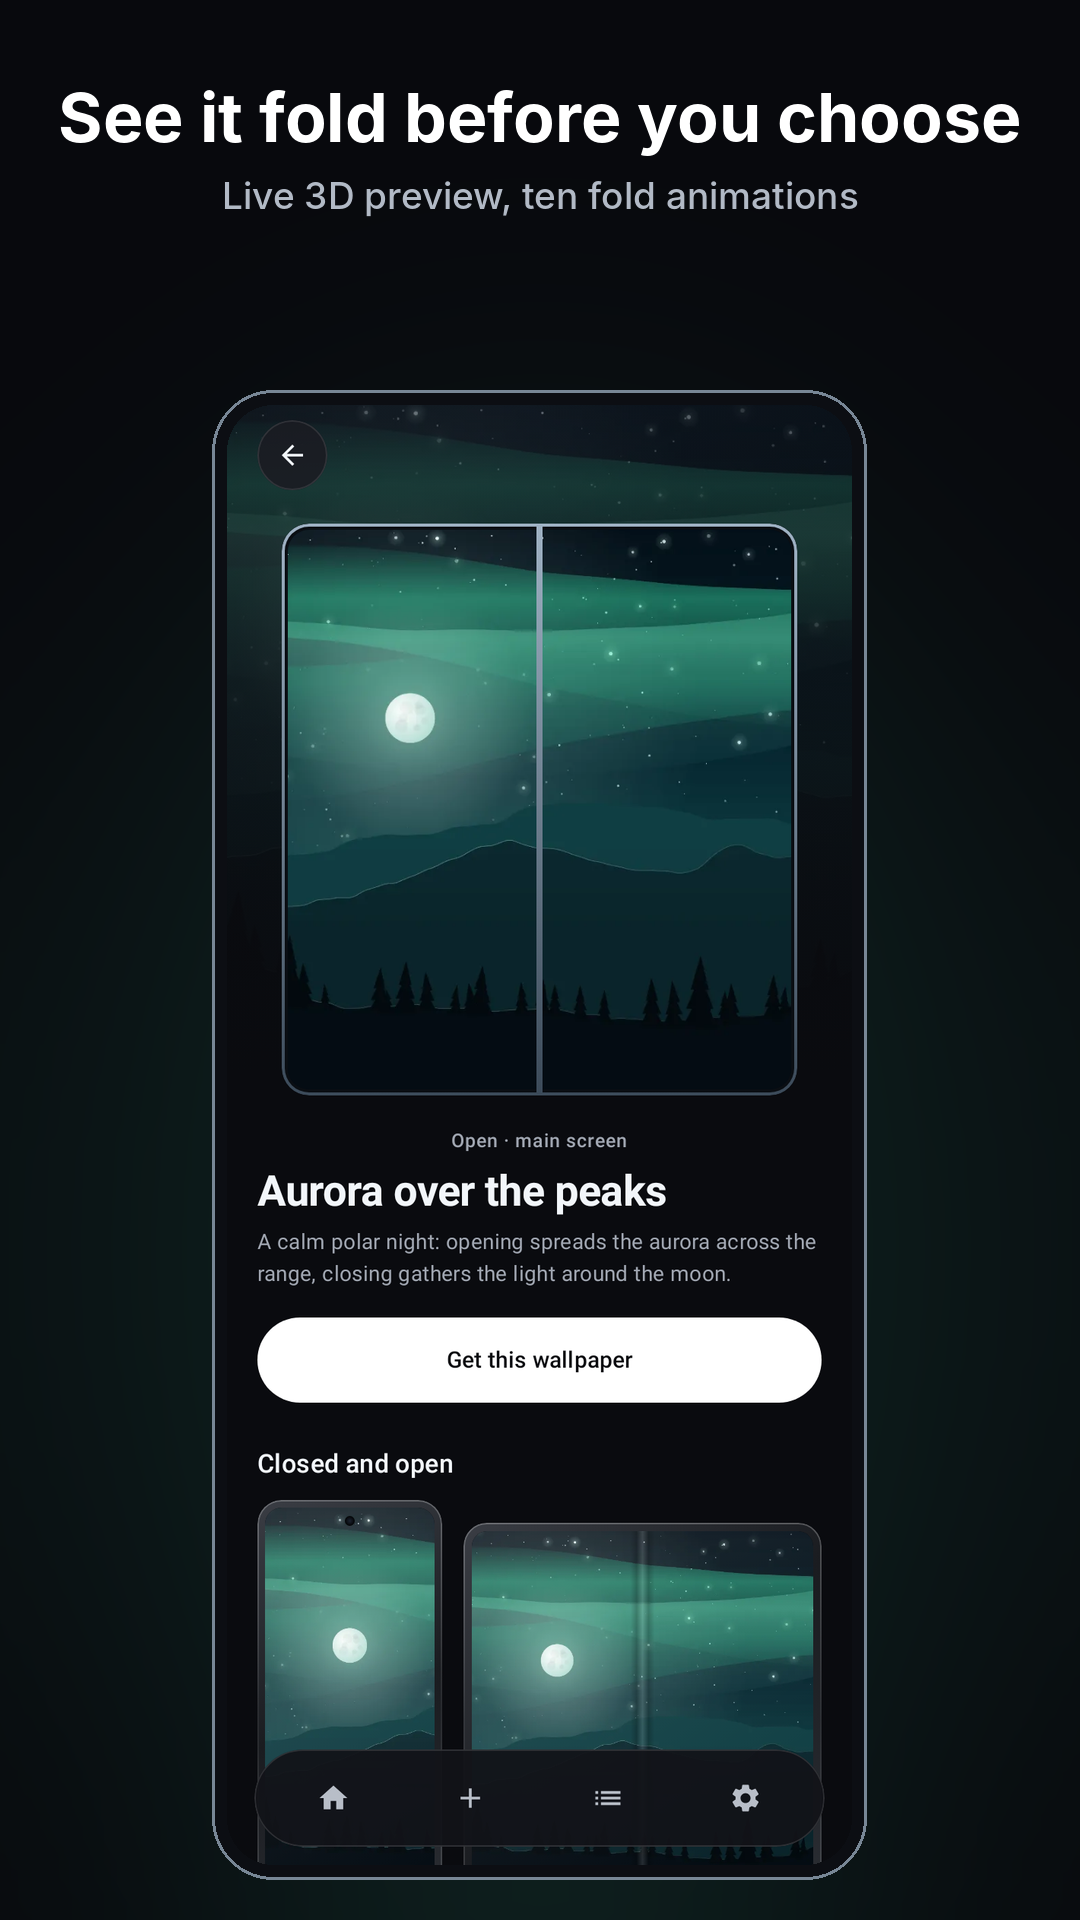 See it fold before you choose
Live 3D preview, ten fold animations
Open · main screen
Aurora over the peaks
A calm polar night: opening spreads the aurora across the
range, closing gathers the light around the moon.
Get this wallpaper
Closed and open